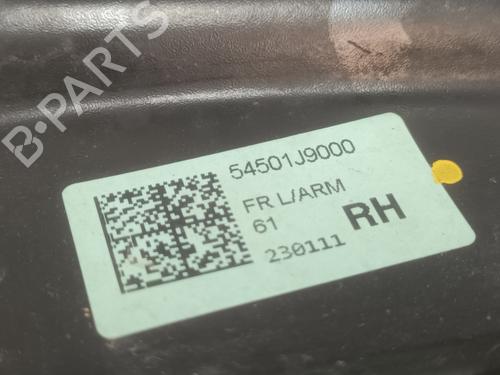 B-PARTS
54501J9000
FR L/ARM
61 RH
230111